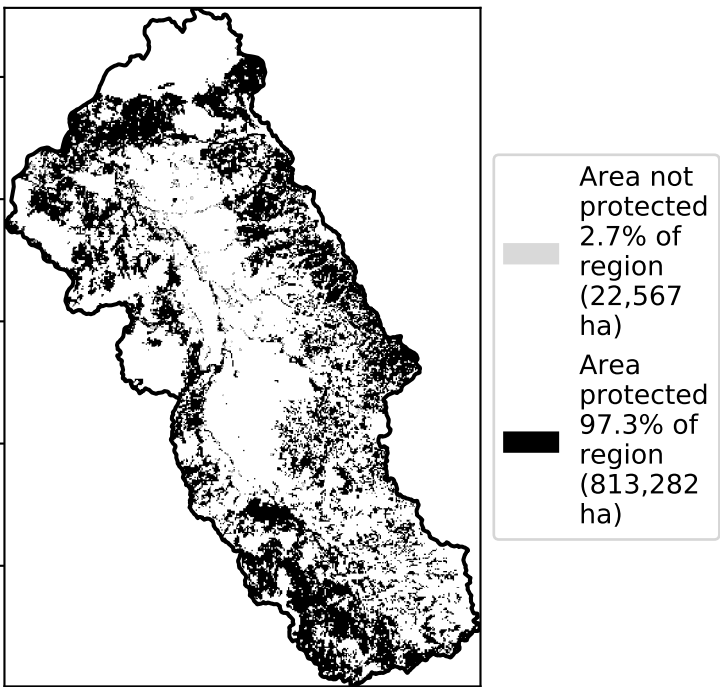 Area not
protected
2.7% of
region
(22,567
ha)
Area
protected
97.3% of
region
(813,282
ha)